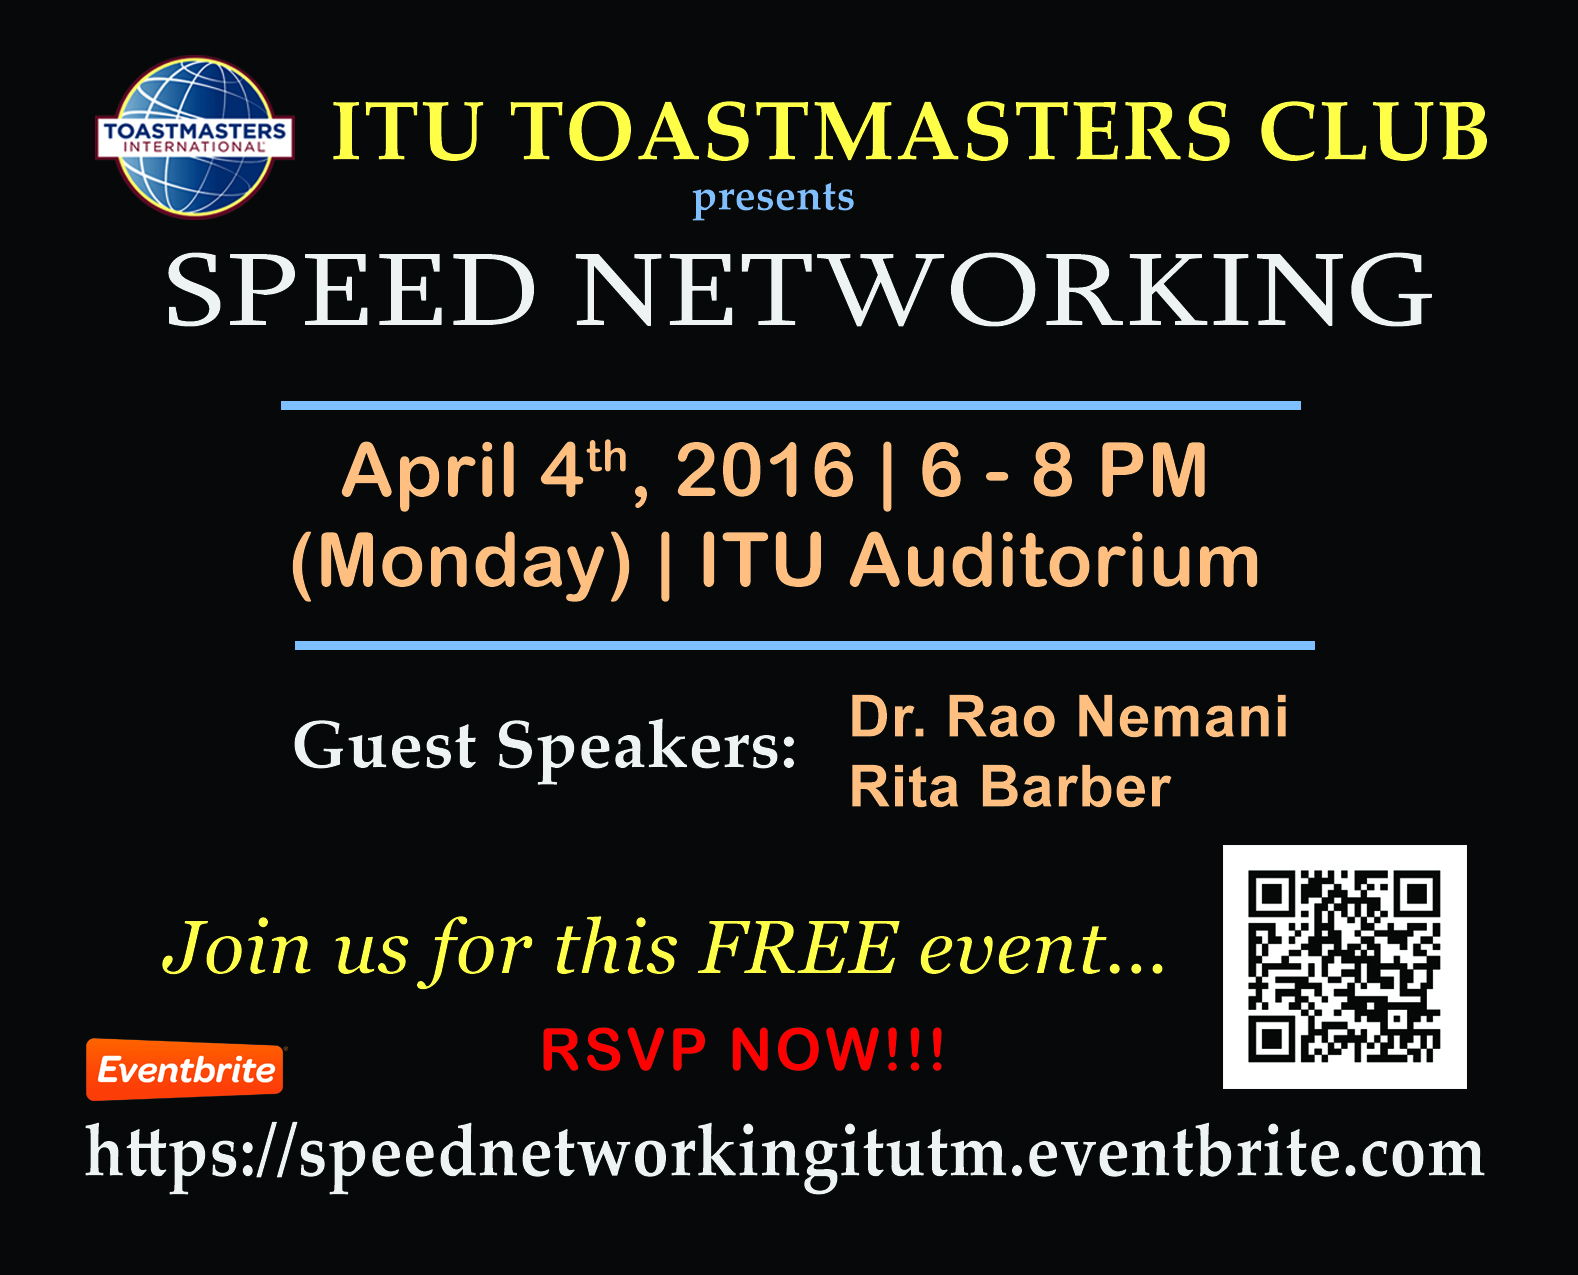 TOASTMASTERS
INTERNATIONAL
ITU TOASTMASTERS CLUB
presents
SPEED NETWORKING
April 4th, 2016 | 6 - 8 PM
(Monday) | ITU Auditorium
Guest Speakers:
Dr. Rao Nemani
Rita Barber
Join us for this FREE event...
RSVP NOW!!!
Eventbrite
https://speednetworkingitutm.eventbrite.com